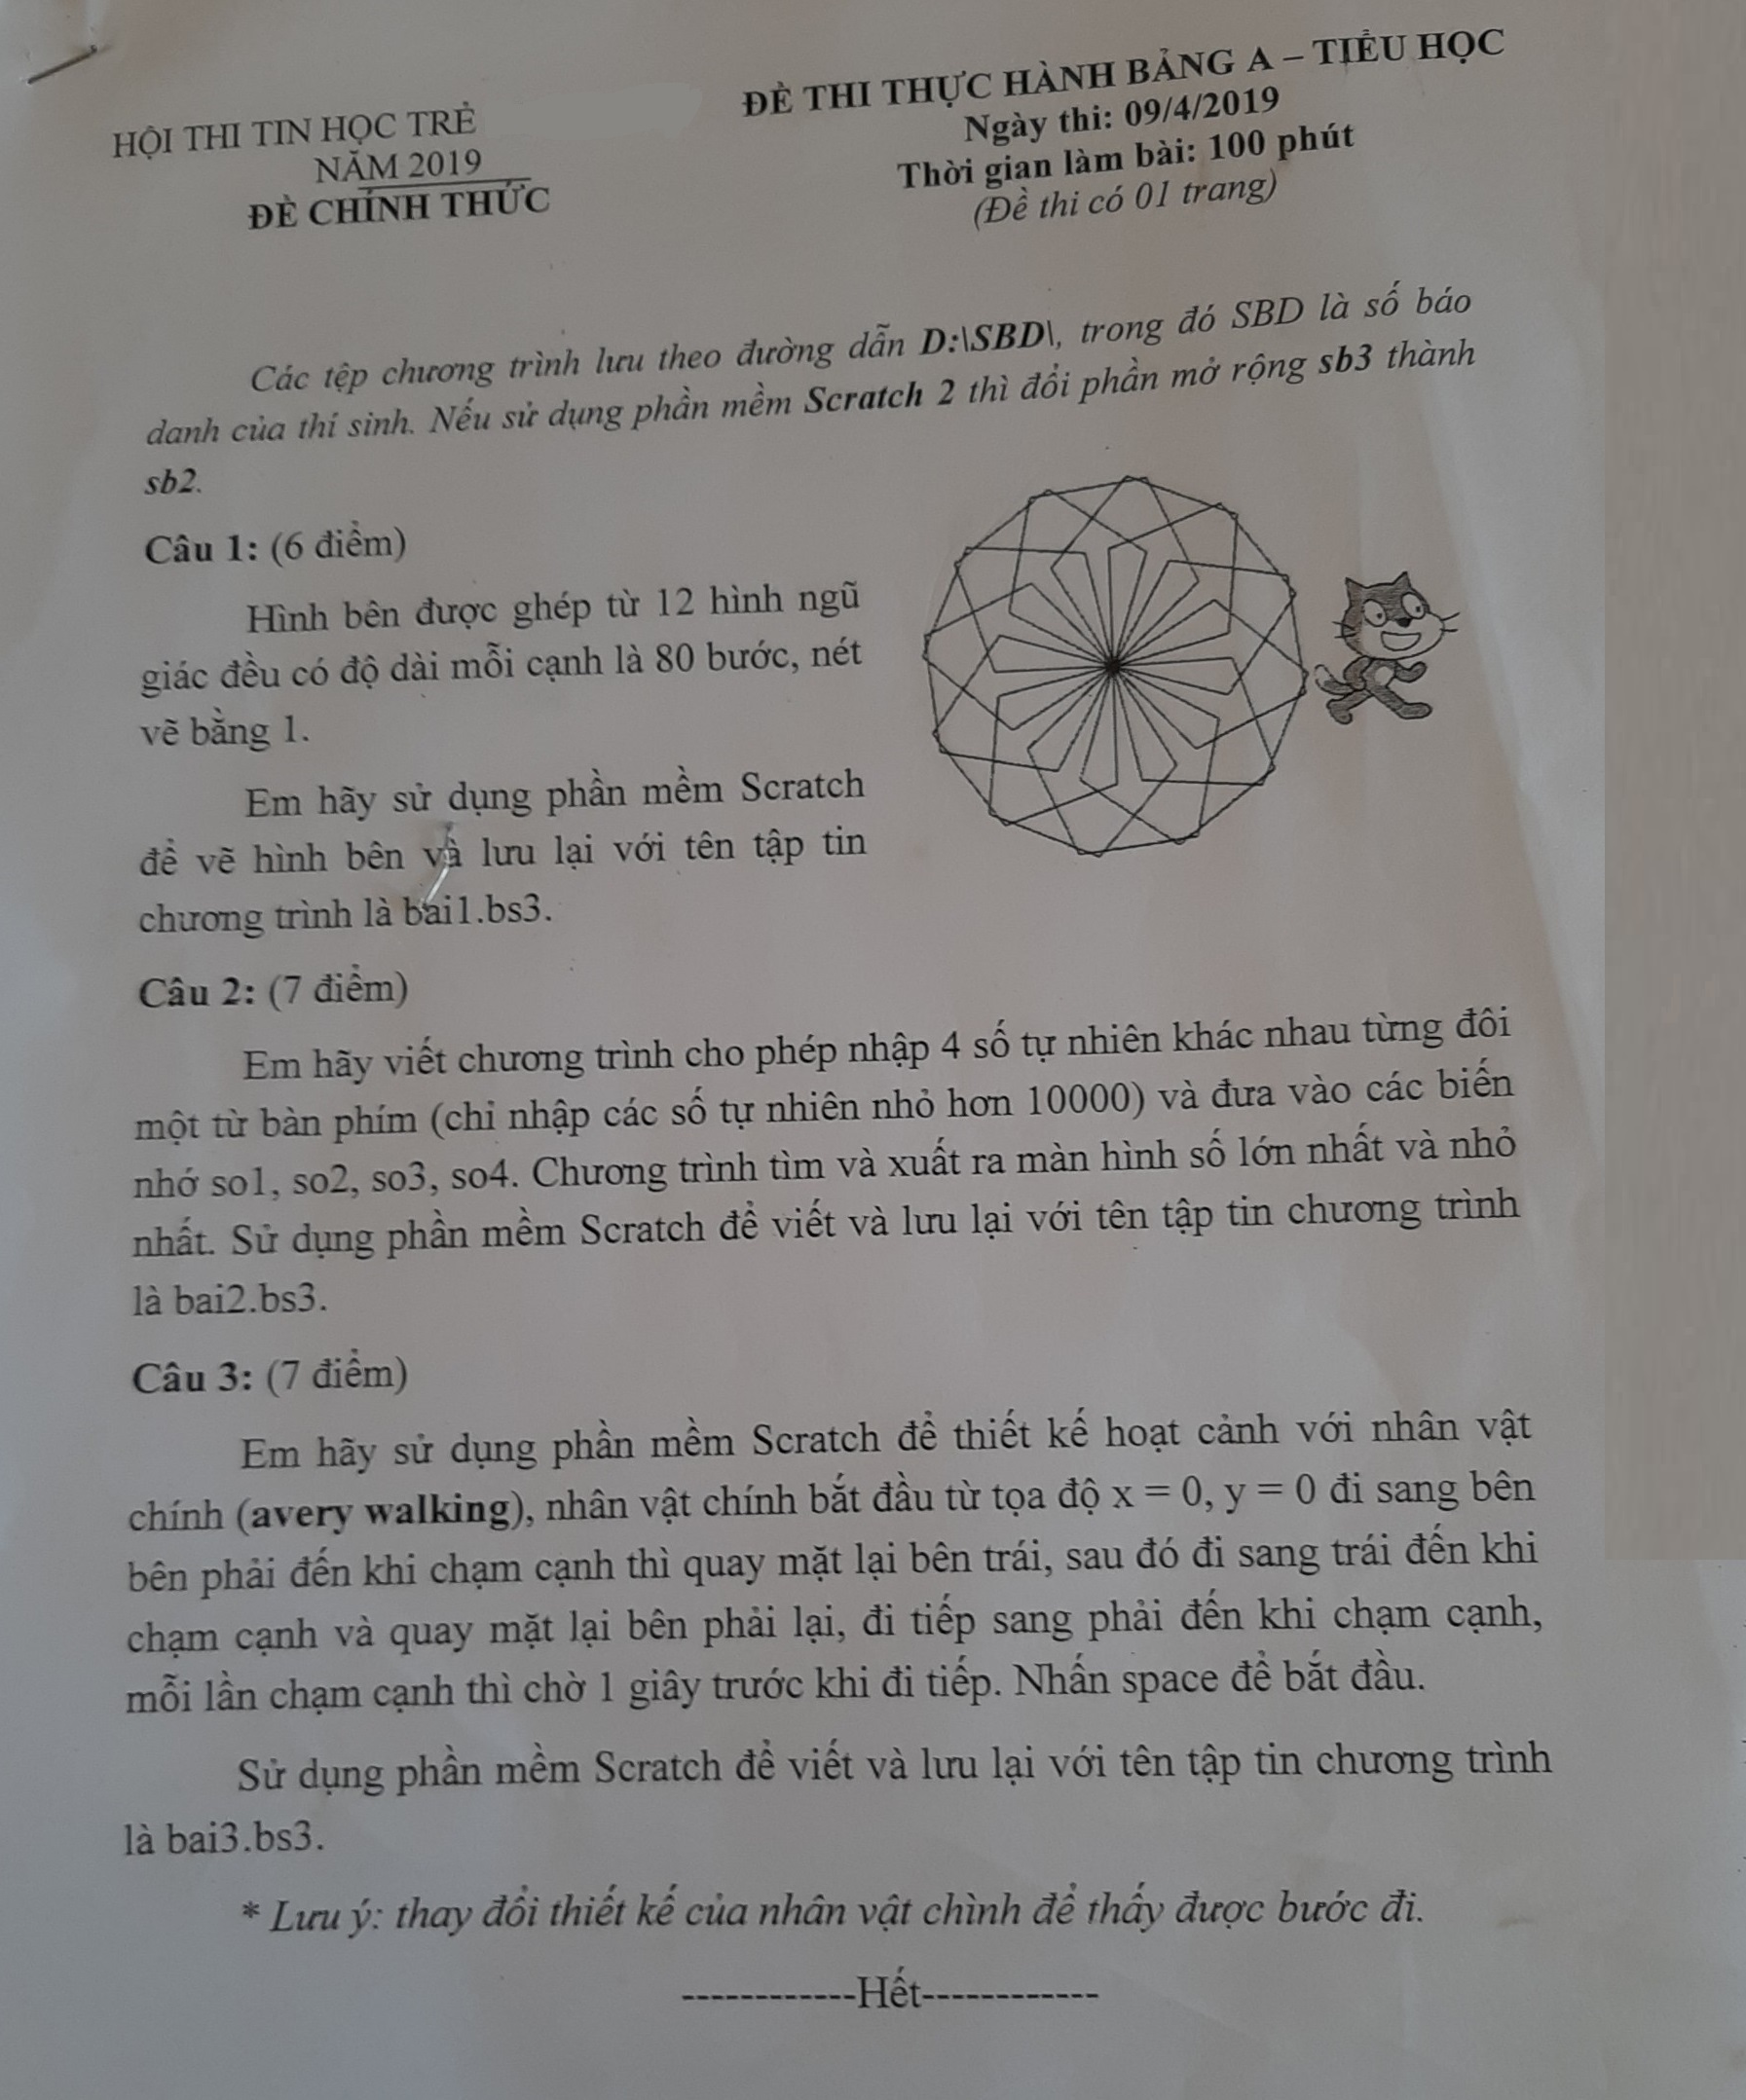 HỘI THI TIN HỌC TRẺ
NĂM 2019
ĐỀ CHÍNH THỨC
ĐỀ THI THỰC HÀNH BẢNG A – TIỂU HỌC
Ngày thi: 09/4/2019
Thời gian làm bài: 100 phút
(Đề thi có 01 trang)
Các tệp chương trình lưu theo đường dẫn D:\SBD\, trong đó SBD là số báo
danh của thí sinh. Nếu sử dụng phần mềm Scratch 2 thì đổi phần mở rộng sb3 thành
sb2.
Câu 1: (6 điểm)
Hình bên được ghép từ 12 hình ngũ
giác đều có độ dài mỗi cạnh là 80 bước, nét
vẽ bằng 1.
Em hãy sử dụng phần mềm Scratch
để vẽ hình bên và lưu lại với tên tập tin
chương trình là bai1.bs3.
Câu 2: (7 điểm)
Em hãy viết chương trình cho phép nhập 4 số tự nhiên khác nhau từng đôi
một từ bàn phím (chỉ nhập các số tự nhiên nhỏ hơn 10000) và đưa vào các biến
nhớ so1, so2, so3, so4. Chương trình tìm và xuất ra màn hình số lớn nhất và nhỏ
nhất. Sử dụng phần mềm Scratch để viết và lưu lại với tên tập tin chương trình
là bai2.bs3.
Câu 3: (7 điểm)
Em hãy sử dụng phần mềm Scratch để thiết kế hoạt cảnh với nhân vật
chính (avery walking), nhân vật chính bắt đầu từ tọa độ x = 0, y = 0 đi sang bên
bên phải đến khi chạm cạnh thì quay mặt lại bên trái, sau đó đi sang trái đến khi
chạm cạnh và quay mặt lại bên phải lại, đi tiếp sang phải đến khi chạm cạnh,
mỗi lần chạm cạnh thì chờ 1 giây trước khi đi tiếp. Nhấn space để bắt đầu.
Sử dụng phần mềm Scratch để viết và lưu lại với tên tập tin chương trình
là bai3.bs3.
* Lưu ý: thay đổi thiết kế của nhân vật chình để thấy được bước đi.
------------Hết------------